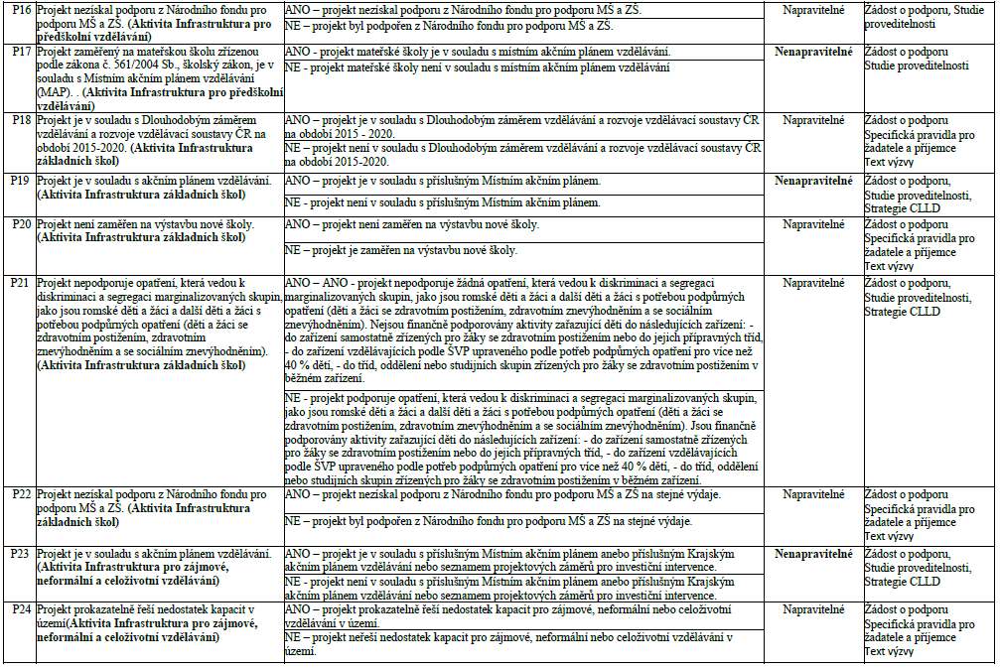 P16
Projekt nezískal podporu z Národního fondu pro
podporu MŠ a ZŠ. (Aktivita Infrastruktura pro
předškolní vzdělávání)
ANO – projekt nezískal podporu z Národního fondu pro podporu MŠ a ZŠ.
NE – projekt byl podpořen z Národního fondu pro podporu MŠ a ZŠ.
Napravitelné
Žádost o podporu, Studie
proveditelnosti
P17
Projekt zaměřený na mateřskou školu zřízenou
podle zákona č. 561/2004 Sb., školský zákon, je v
souladu s Místním akčním plánem vzdělávání
(MAP). . (Aktivita Infrastruktura pro předškolní
vzdělávání)
ANO - projekt mateřské školy je v souladu s místním akčním plánem vzdělávání.
NE - projekt mateřské školy není v souladu s místním akčním plánem vzdělávání
Nenapravitelné
Žádost o podporu
Studie proveditelnosti
P18
Projekt je v souladu s Dlouhodobým záměrem
vzdělávání a rozvoje vzdělávací soustavy ČR na
období 2015-2020. (Aktivita Infrastruktura
základních škol)
ANO – projekt je v souladu s Dlouhodobým záměrem vzdělávání a rozvoje vzdělávací soustavy ČR
na období 2015 - 2020.
NE – projekt není v souladu s Dlouhodobým záměrem vzdělávání a rozvoje vzdělávací soustavy ČR
na období 2015-2020.
Napravitelné
Žádost o podporu
Specifická pravidla pro
žadatele a příjemce
Text výzvy
P19
Projekt je v souladu s akčním plánem vzdělávání.
(Aktivita Infrastruktura základních škol)
ANO – projekt je v souladu s příslušným Místním akčním plánem.
NE - projekt není v souladu s příslušným Místním akčním plánem.
Nenapravitelné
Žádost o podporu,
Studie proveditelnosti,
Strategie CLLD
P20
Projekt není zaměřen na výstavbu nové školy.
(Aktivita Infrastruktura základních škol)
ANO – projekt není zaměřen na výstavbu nové školy.
NE – projekt je zaměřen na výstavbu nové školy.
Napravitelné
Žádost o podporu
Specifická pravidla pro
žadatele a příjemce
Text výzvy
P21
Projekt nepodporuje opatření, která vedou k
diskriminaci a segregaci marginalizovaných skupin,
jako jsou romské děti a žáci a další děti a žáci s
potřebou podpůrných opatření (děti a žáci se
zdravotním postižením, zdravotním
znevýhodněním a se sociálním znevýhodněním).
(Aktivita Infrastruktura základních škol)
ANO – ANO - projekt nepodporuje žádná opatření, která vedou k diskriminaci a segregaci
marginalizovaných skupin, jako jsou romské děti a žáci a další děti a žáci s potřebou podpůrných
opatření (děti a žáci se zdravotním postižením, zdravotním znevýhodněním a se sociálním
znevýhodněním). Nejsou finančně podporovány aktivity zařazující děti do následujících zařízení: -
do zařízení samostatně zřízených pro žáky se zdravotním postižením nebo do jejich přípravných tříd,
- do zařízení vzdělávajících podle ŠVP upraveného podle potřeb podpůrných opatření pro více než
40 % dětí, - do tříd, oddělení nebo studijních skupin zřízených pro žáky se zdravotním postižením v
běžném zařízení.
NE - projekt podporuje opatření, která vedou k diskriminaci a segregaci marginalizovaných skupin,
jako jsou romské děti a žáci a další děti a žáci s potřebou podpůrných opatření (děti a žáci se
zdravotním postižením, zdravotním znevýhodněním a se sociálním znevýhodněním). Jsou finančně
podporovány aktivity zařazující děti do následujících zařízení: - do zařízení samostatně zřízených
pro žáky se zdravotním postižením nebo do jejich přípravných tříd, - do zařízení vzdělávajících
podle ŠVP upraveného podle potřeb podpůrných opatření pro více než 40 % dětí, - do tříd, oddělení
nebo studijních skupin zřízených pro žáky se zdravotním postižením v běžném zařízení.
Napravitelné
Žádost o podporu,
Studie proveditelnosti,
Strategie CLLD
P22
Projekt nezískal podporu z Národního fondu pro
podporu MŠ a ZŠ. (Aktivita Infrastruktura
základních škol)
ANO – projekt nezískal podporu z Národního fondu pro podporu MŠ a ZŠ na stejné výdaje.
NE – projekt byl podpořen z Národního fondu pro podporu MŠ a ZŠ na stejné výdaje.
Napravitelné
Žádost o podporu
Specifická pravidla pro
žadatele a příjemce
Text výzvy
P23
Projekt je v souladu s akčním plánem vzdělávání.
(Aktivita Infrastruktura pro zájmové,
neformální a celoživotní vzdělávání)
ANO – projekt je v souladu s příslušným Místním akčním plánem anebo příslušným Krajským
akčním plánem vzdělávání nebo seznamem projektových záměrů pro investiční intervence.
NE - projekt není v souladu s příslušným Místním akčním plánem anebo příslušným Krajským
akčním plánem vzdělávání nebo seznamem projektových záměrů pro investiční intervence.
Nenapravitelné
Žádost o podporu,
Studie proveditelnosti,
Strategie CLLD
P24
Projekt prokazatelně řeší nedostatek kapacit v
území(Aktivita Infrastruktura pro zájmové,
neformální a celoživotní vzdělávání)
ANO – projekt prokazatelně řeší nedostatek kapacit pro zájmové, neformální nebo celoživotní
vzdělávání v území.
NE – projekt neřeší nedostatek kapacit pro zájmové, neformální nebo celoživotní vzdělávání v
území.
Napravitelné
Žádost o podporu
Specifická pravidla pro
žadatele a příjemce
Text výzvy